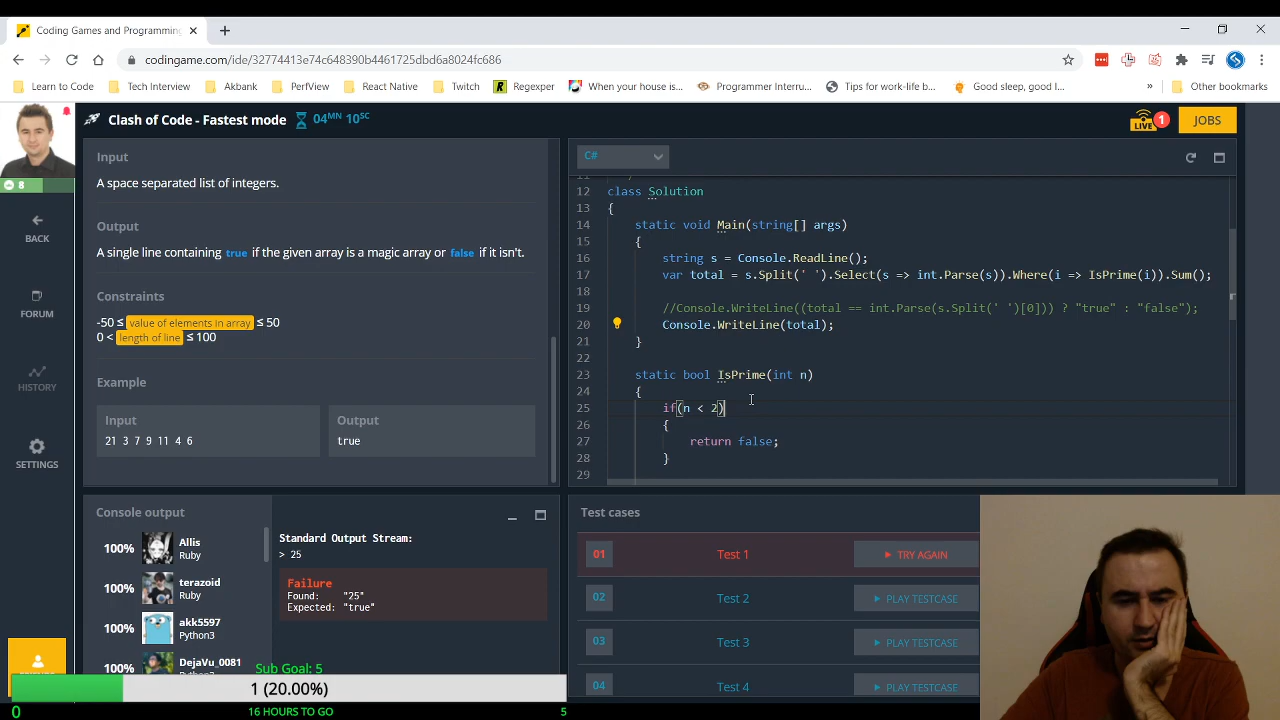 Coding Games and Programming
codingame.com/ide/32774413e74c648390b4461725dbd6a8024fc686
Learn to Code
Tech Interview
Akbank
PerfView
React Native
Twitch
R Regexper
When your house is...
Programmer Interru...
Tips for work-life b...
Good sleep, good l...
Other bookmarks
Clash of Code - Fastest mode 04MN 10SC
LIVE 1
JOBS
8
BACK
FORUM
HISTORY
SETTINGS
Input
A space separated list of integers.
Output
A single line containing true if the given array is a magic array or false if it isn't.
Constraints
-50 ≤ value of elements in array ≤ 50
0 < length of line ≤ 100
Example
Input
21 3 7 9 11 4 6
Output
true
C#
12 class Solution
13 {
14 static void Main(string[] args)
15 {
16 string s = Console.ReadLine();
17 var total = s.Split(' ').Select(s => int.Parse(s)).Where(i => IsPrime(i)).Sum();
18
19 //Console.WriteLine((total == int.Parse(s.Split(' ')[0])) ? "true" : "false");
20 Console.WriteLine(total);
21 }
22
23 static bool IsPrime(int n)
24 {
25 if(n < 2)
26 {
27 return false;
28 }
29
Console output
100% Allis
Ruby
100% terazoid
Ruby
100% akk5597
Python3
100% DejaVu_0081
Standard Output Stream:
> 25
Failure
Found: "25"
Expected: "true"
Test cases
01 Test 1 TRY AGAIN
02 Test 2 PLAY TESTCASE
03 Test 3 PLAY TESTCASE
04 Test 4 PLAY TESTCASE
Sub Goal: 5
1 (20.00%)
0 16 HOURS TO GO 5